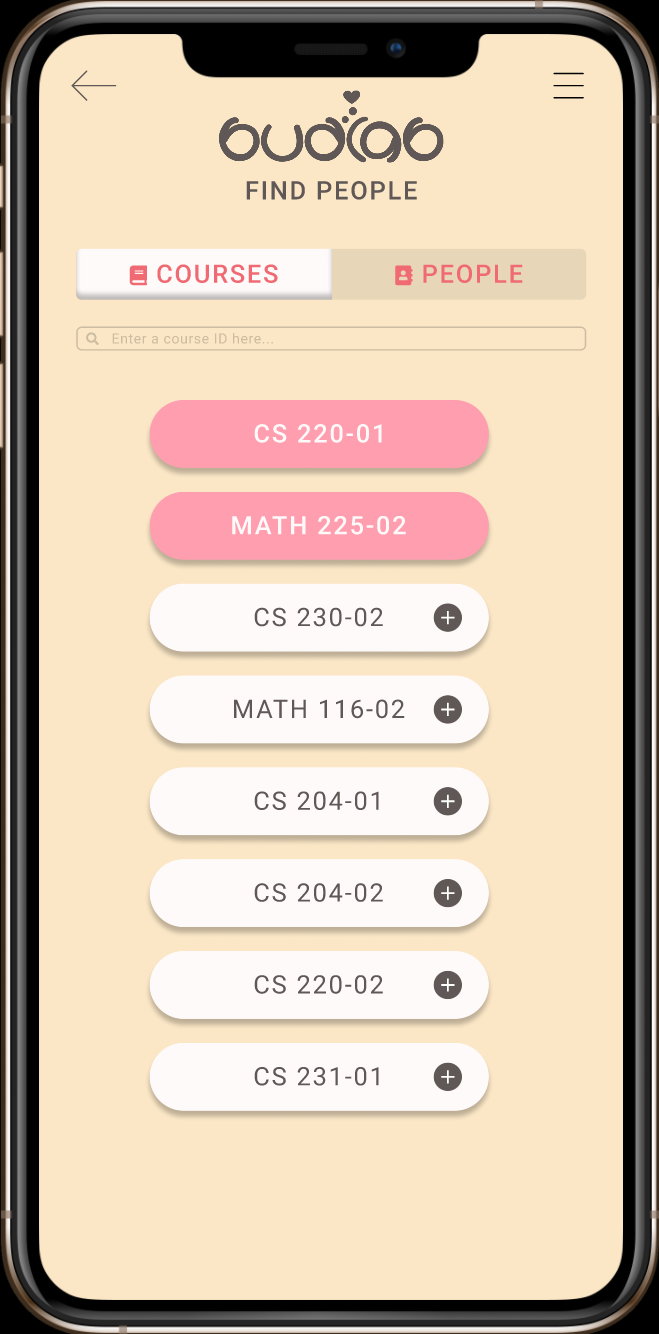 FIND PEOPLE
COURSES
PEOPLE
Enter a course ID here...
CS 220-01
MATH 225-02
CS 230-02
MATH 116-02
CS 204-01
CS 204-02
CS 220-02
CS 231-01